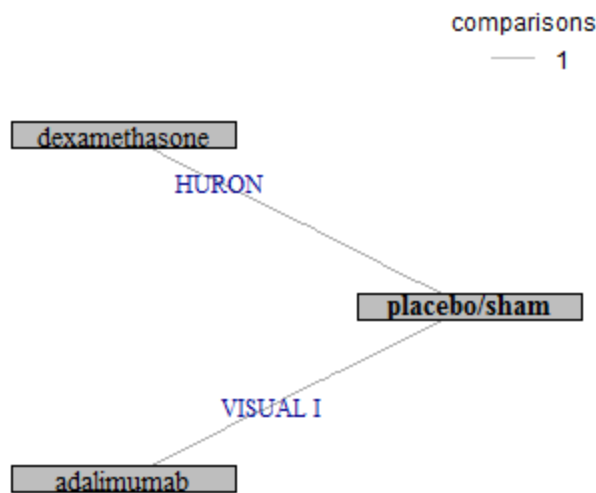 comparisons
1
dexamethasone
HURON
placebo/sham
VISUAL I
adalimumab